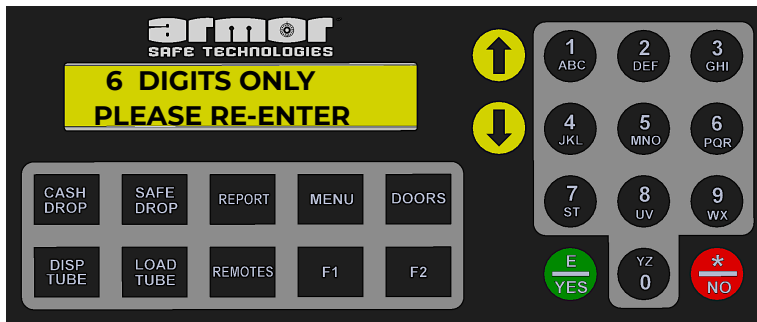 armor
SAFE TECHNOLOGIES
6 DIGITS ONLY
PLEASE RE-ENTER
CASH
DROP
SAFE
DROP
REPORT
MENU
DOORS
DISP
TUBE
LOAD
TUBE
REMOTES
F1
F2
1
ABC
2
DEF
3
GHI
4
JKL
5
MNO
6
PQR
7
ST
8
UV
9
WX
E
YES
YZ
0
*
NO